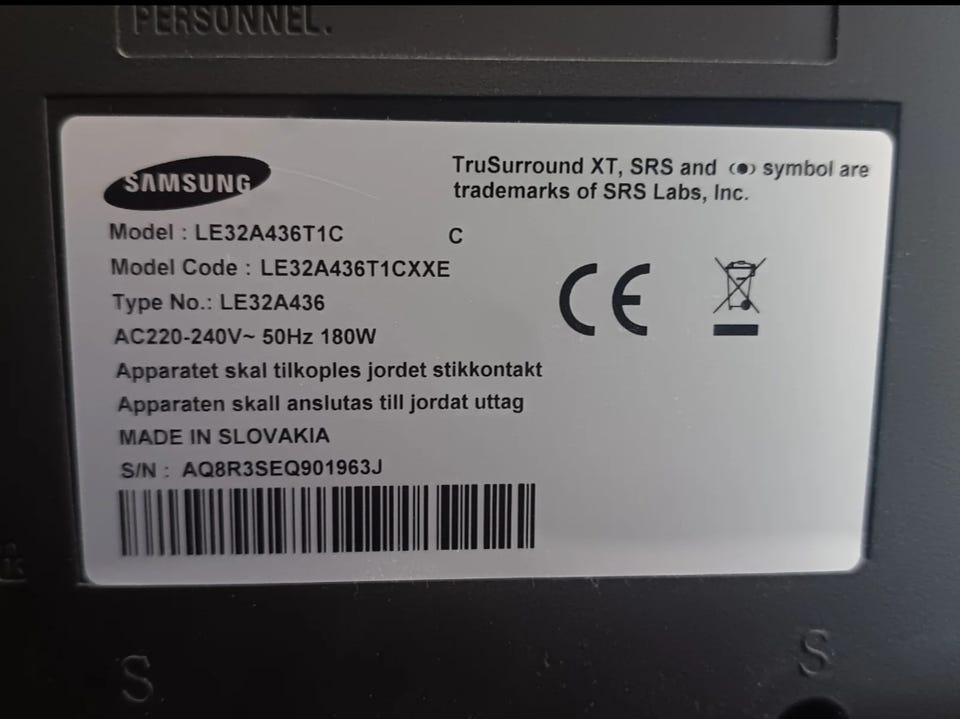 PERSONNEL.
SAMSUNG
TruSurround XT, SRS and (●) symbol are
trademarks of SRS Labs, Inc.
Model : LE32A436T1C C
Model Code : LE32A436T1CXXE
Type No.: LE32A436
AC220-240V~ 50Hz 180W
Apparatet skal tilkoples jordet stikkontakt
Apparaten skall anslutas till jordat uttag
MADE IN SLOVAKIA
S/N : AQ8R3SEQ901963J
CE
S S